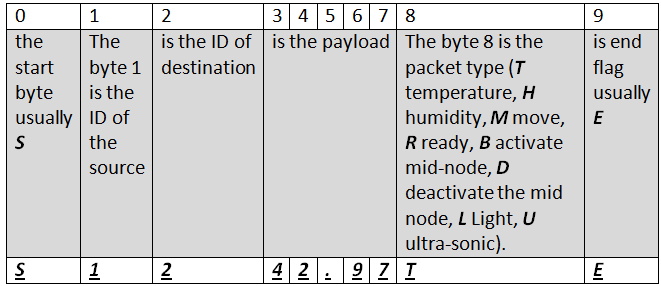 0 1 2 3 4 5 6 7 8 9
the
start
byte
usually
S
The
byte 1
is the
ID of
the
source
is the ID of
destination
is the payload
The byte 8 is the
packet type (T
temperature, H
humidity, M move,
R ready, B activate
mid-node, D
deactivate the mid
node, L Light, U
ultra-sonic).
is end
flag
usually
E
S 1 2 4 2 . 9 7 T E